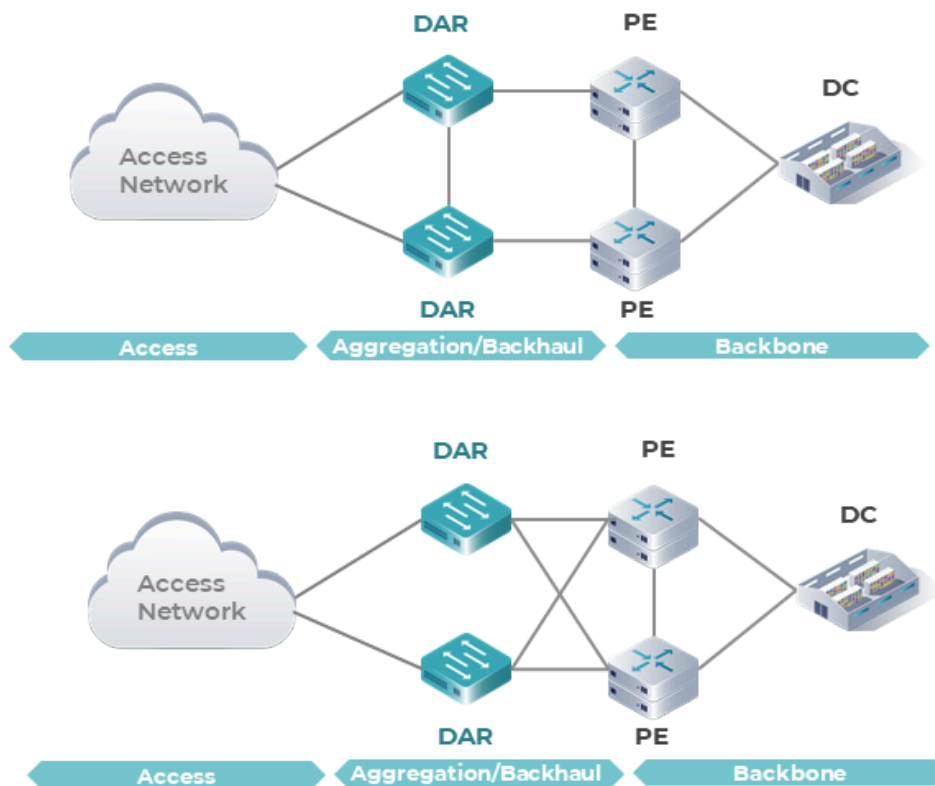 DAR
PE
DC
Access
Network
DAR
PE
Access
Aggregation/Backhaul
Backbone
DAR
PE
DC
Access
Network
DAR
PE
Access
Aggregation/Backhaul
Backbone